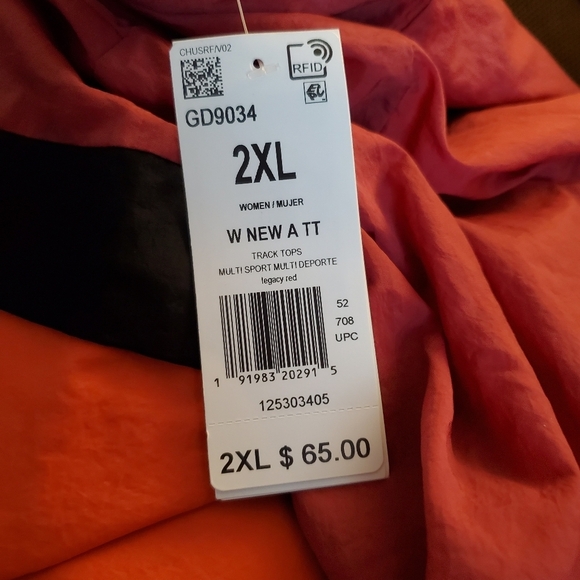 CHUSRF/V02
RFID
GD9034
2XL
WOMEN / MUJER
W NEW A TT
TRACK TOPS
MULTI SPORT MULTI DEPORTE
legacy red
52
708
UPC
1 91983 20291 5
125303405
2XL $ 65.00